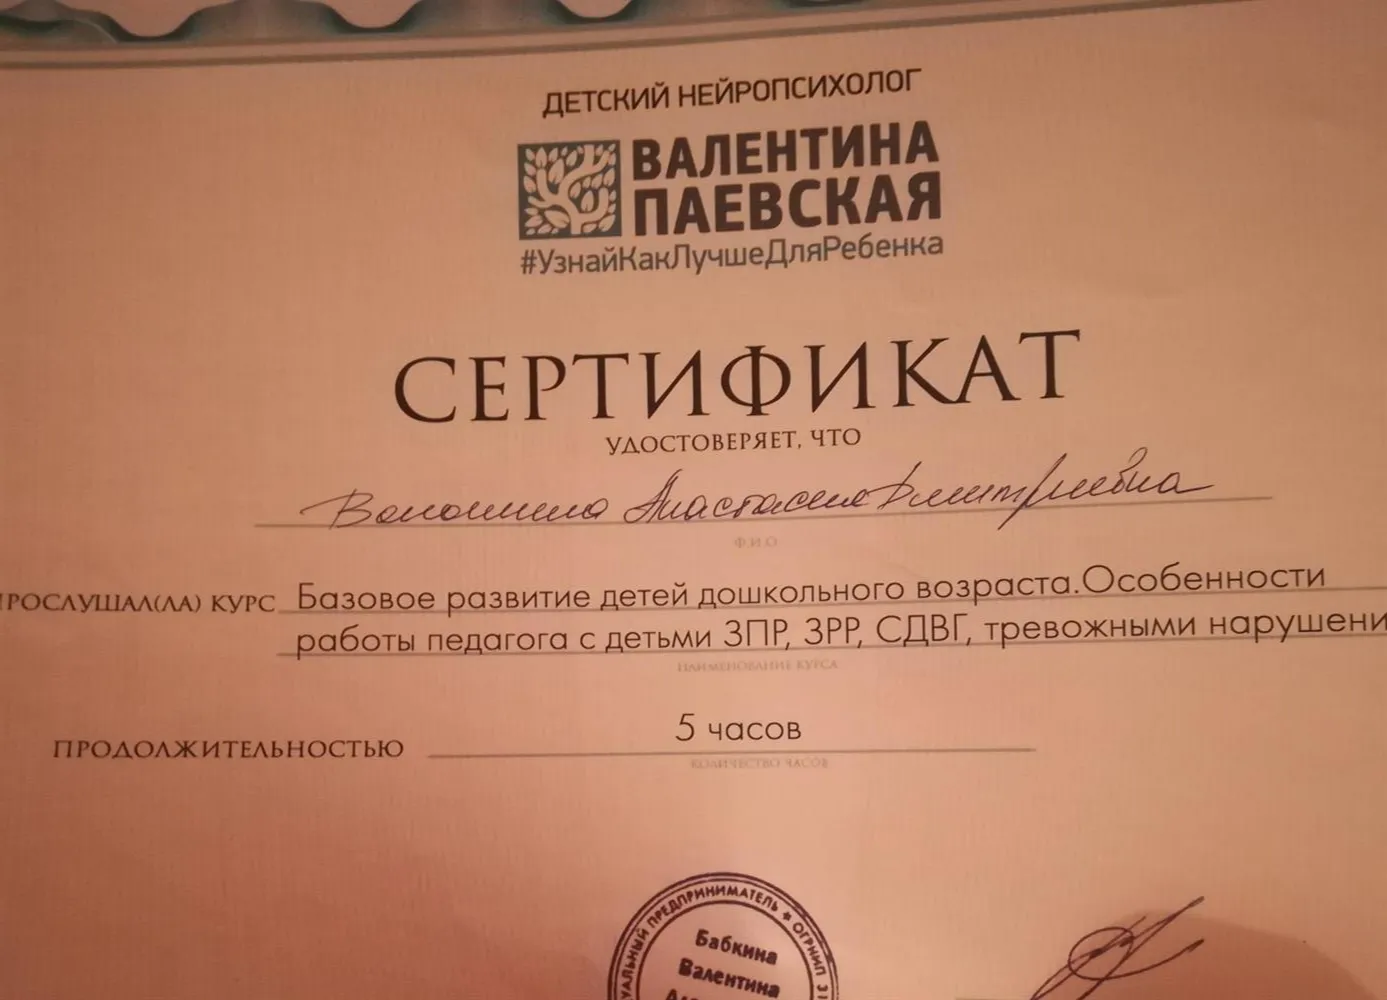 ДЕТСКИЙ НЕЙРОПСИХОЛОГ
ВАЛЕНТИНА
ПАЕВСКАЯ
#УзнайКакЛучшеДляРебенка
СЕРТИФИКАТ
УДОСТОВЕРЯЕТ, ЧТО
Анастасия Дмитриевна
Ф.И.О
РОСЛУШАЛ(ЛА) КУРС Базовое развитие детей дошкольного возраста.Особенности
работы педагога с детьми ЗПР, ЗРР, СДВГ, тревожными нарушени
НАИМЕНОВАНИЕ КУРСА
5 часов
ПРОДОЛЖИТЕЛЬНОСТЬЮ
КОЛИЧЕСТВО ЧАСОВ
УАЛЬНЫЙ ПРЕДПРИНИМАТЕЛЬ ★ ОГРНИП 3
Бабкина
Валентина